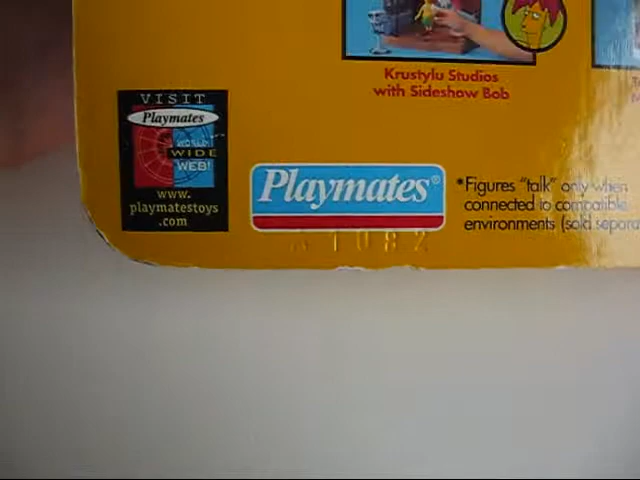 Krustylu Studios
with Sideshow Bob
VISIT
Playmates
WORLD
WIDE
WEB!
www.
playmatestoys
.com
Playmates®
*Figures "talk" only when
connected to compatible
environments (sold separa
1082